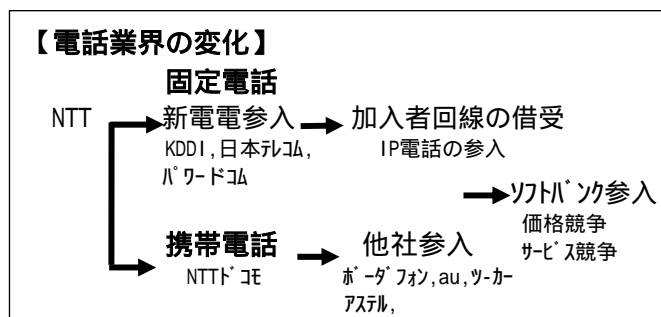 【電話業界の変化】
固定電話
NTT 新電電参入 加入者回線の借受
KDDI,日本ﾃﾚｺﾑ, IP電話の参入
ﾊﾟﾜｰﾄﾞｺﾑ
ｿﾌﾄﾊﾞﾝｸ参入
価格競争
携帯電話 他社参入 ｻｰﾋﾞｽ競争
NTTﾄﾞｺﾓ ﾎﾞｰﾀﾞﾌｫﾝ,au,ﾂｰｶｰ
ｱｽﾃﾙ,